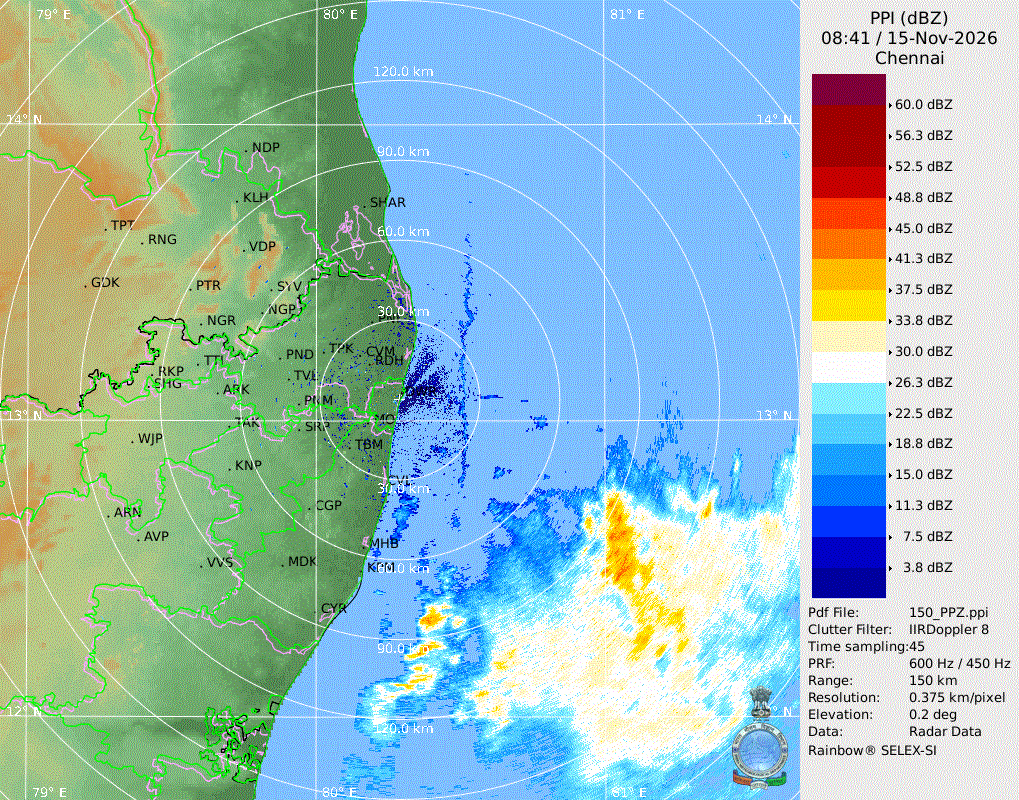 79° E
80° E
81° E
120.0 km
14° N
14° N
NDP
90.0 km
KLH
SHAR
TPT
RNG
60.0 km
VDP
GDK
PTR
SYV
NGP
30.0 km
NGR
TPK
CVM
PND
RDH
TTI
RKP
TVL
SHG
ARK
PNM
13° N
13° N
TAK
SRP
WJP
TBM
KNP
30.0 km
CGP
ARN
AVP
MHB
VVS
MDK
60.0 km
CYR
90.0 km
12° N
120.0 km
79° E
80° E
81° E
PPI (dBZ)
08:41 / 15-Nov-2026
Chennai
60.0 dBZ
56.3 dBZ
52.5 dBZ
48.8 dBZ
45.0 dBZ
41.3 dBZ
37.5 dBZ
33.8 dBZ
30.0 dBZ
26.3 dBZ
22.5 dBZ
18.8 dBZ
15.0 dBZ
11.3 dBZ
7.5 dBZ
3.8 dBZ
Pdf File: 150_PPZ.ppi
Clutter Filter: IIRDoppler 8
Time sampling:45
PRF: 600 Hz / 450 Hz
Range: 150 km
Resolution: 0.375 km/pixel
Elevation: 0.2 deg
Data: Radar Data
Rainbow® SELEX-SI